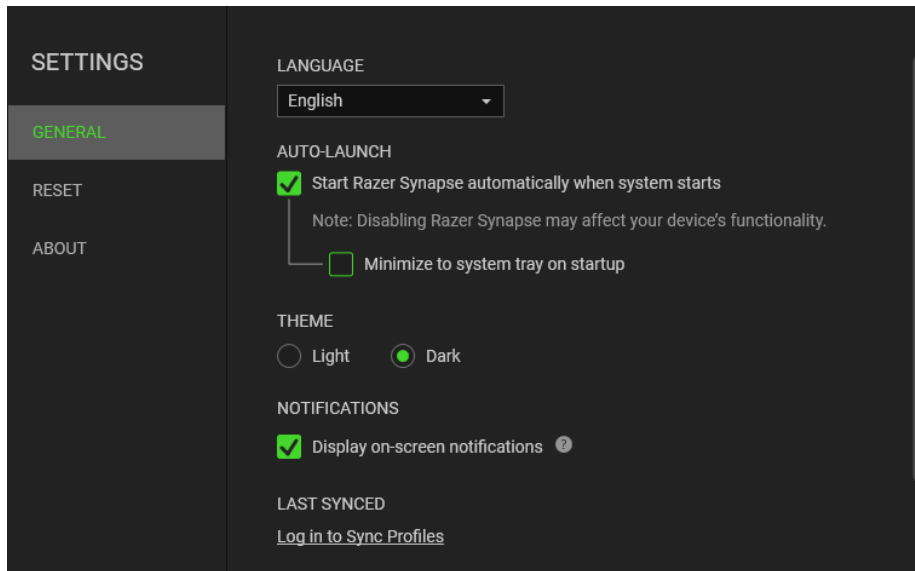 SETTINGS
GENERAL
RESET
ABOUT
LANGUAGE
English
AUTO-LAUNCH
Start Razer Synapse automatically when system starts
Note: Disabling Razer Synapse may affect your device’s functionality.
Minimize to system tray on startup
THEME
Light Dark
NOTIFICATIONS
Display on-screen notifications ?
LAST SYNCED
Log in to Sync Profiles